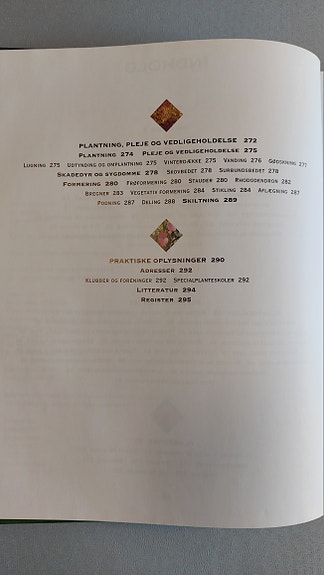 PLANTNING, PLEJE OG VEDLIGEHOLDELSE 272
PLANTNING 274 PLEJE OG VEDLIGEHOLDELSE 275
LUGNING 275 UDTYNDING OG OMPLANTNING 275 VINTERDÆKKE 275 VANDING 276 GØDSKNING 277
SKADEDYR OG SYGDOMME 278 SKOVBEDET 278 SURBUNDSBEDET 278
FORMERING 280 FRØFORMERING 280 STAUDER 280 RHODODENDRON 282
BREGNER 283 VEGETATIV FORMERING 284 STIKLING 284 AFLÆGNING 287
PODNING 287 DELING 288 SKILTNING 289
PRAKTISKE OPLYSNINGER 290
ADRESSER 292
KLUBBER OG FORENINGER 292 SPECIALPLANTESKOLER 292
LITTERATUR 294
REGISTER 295